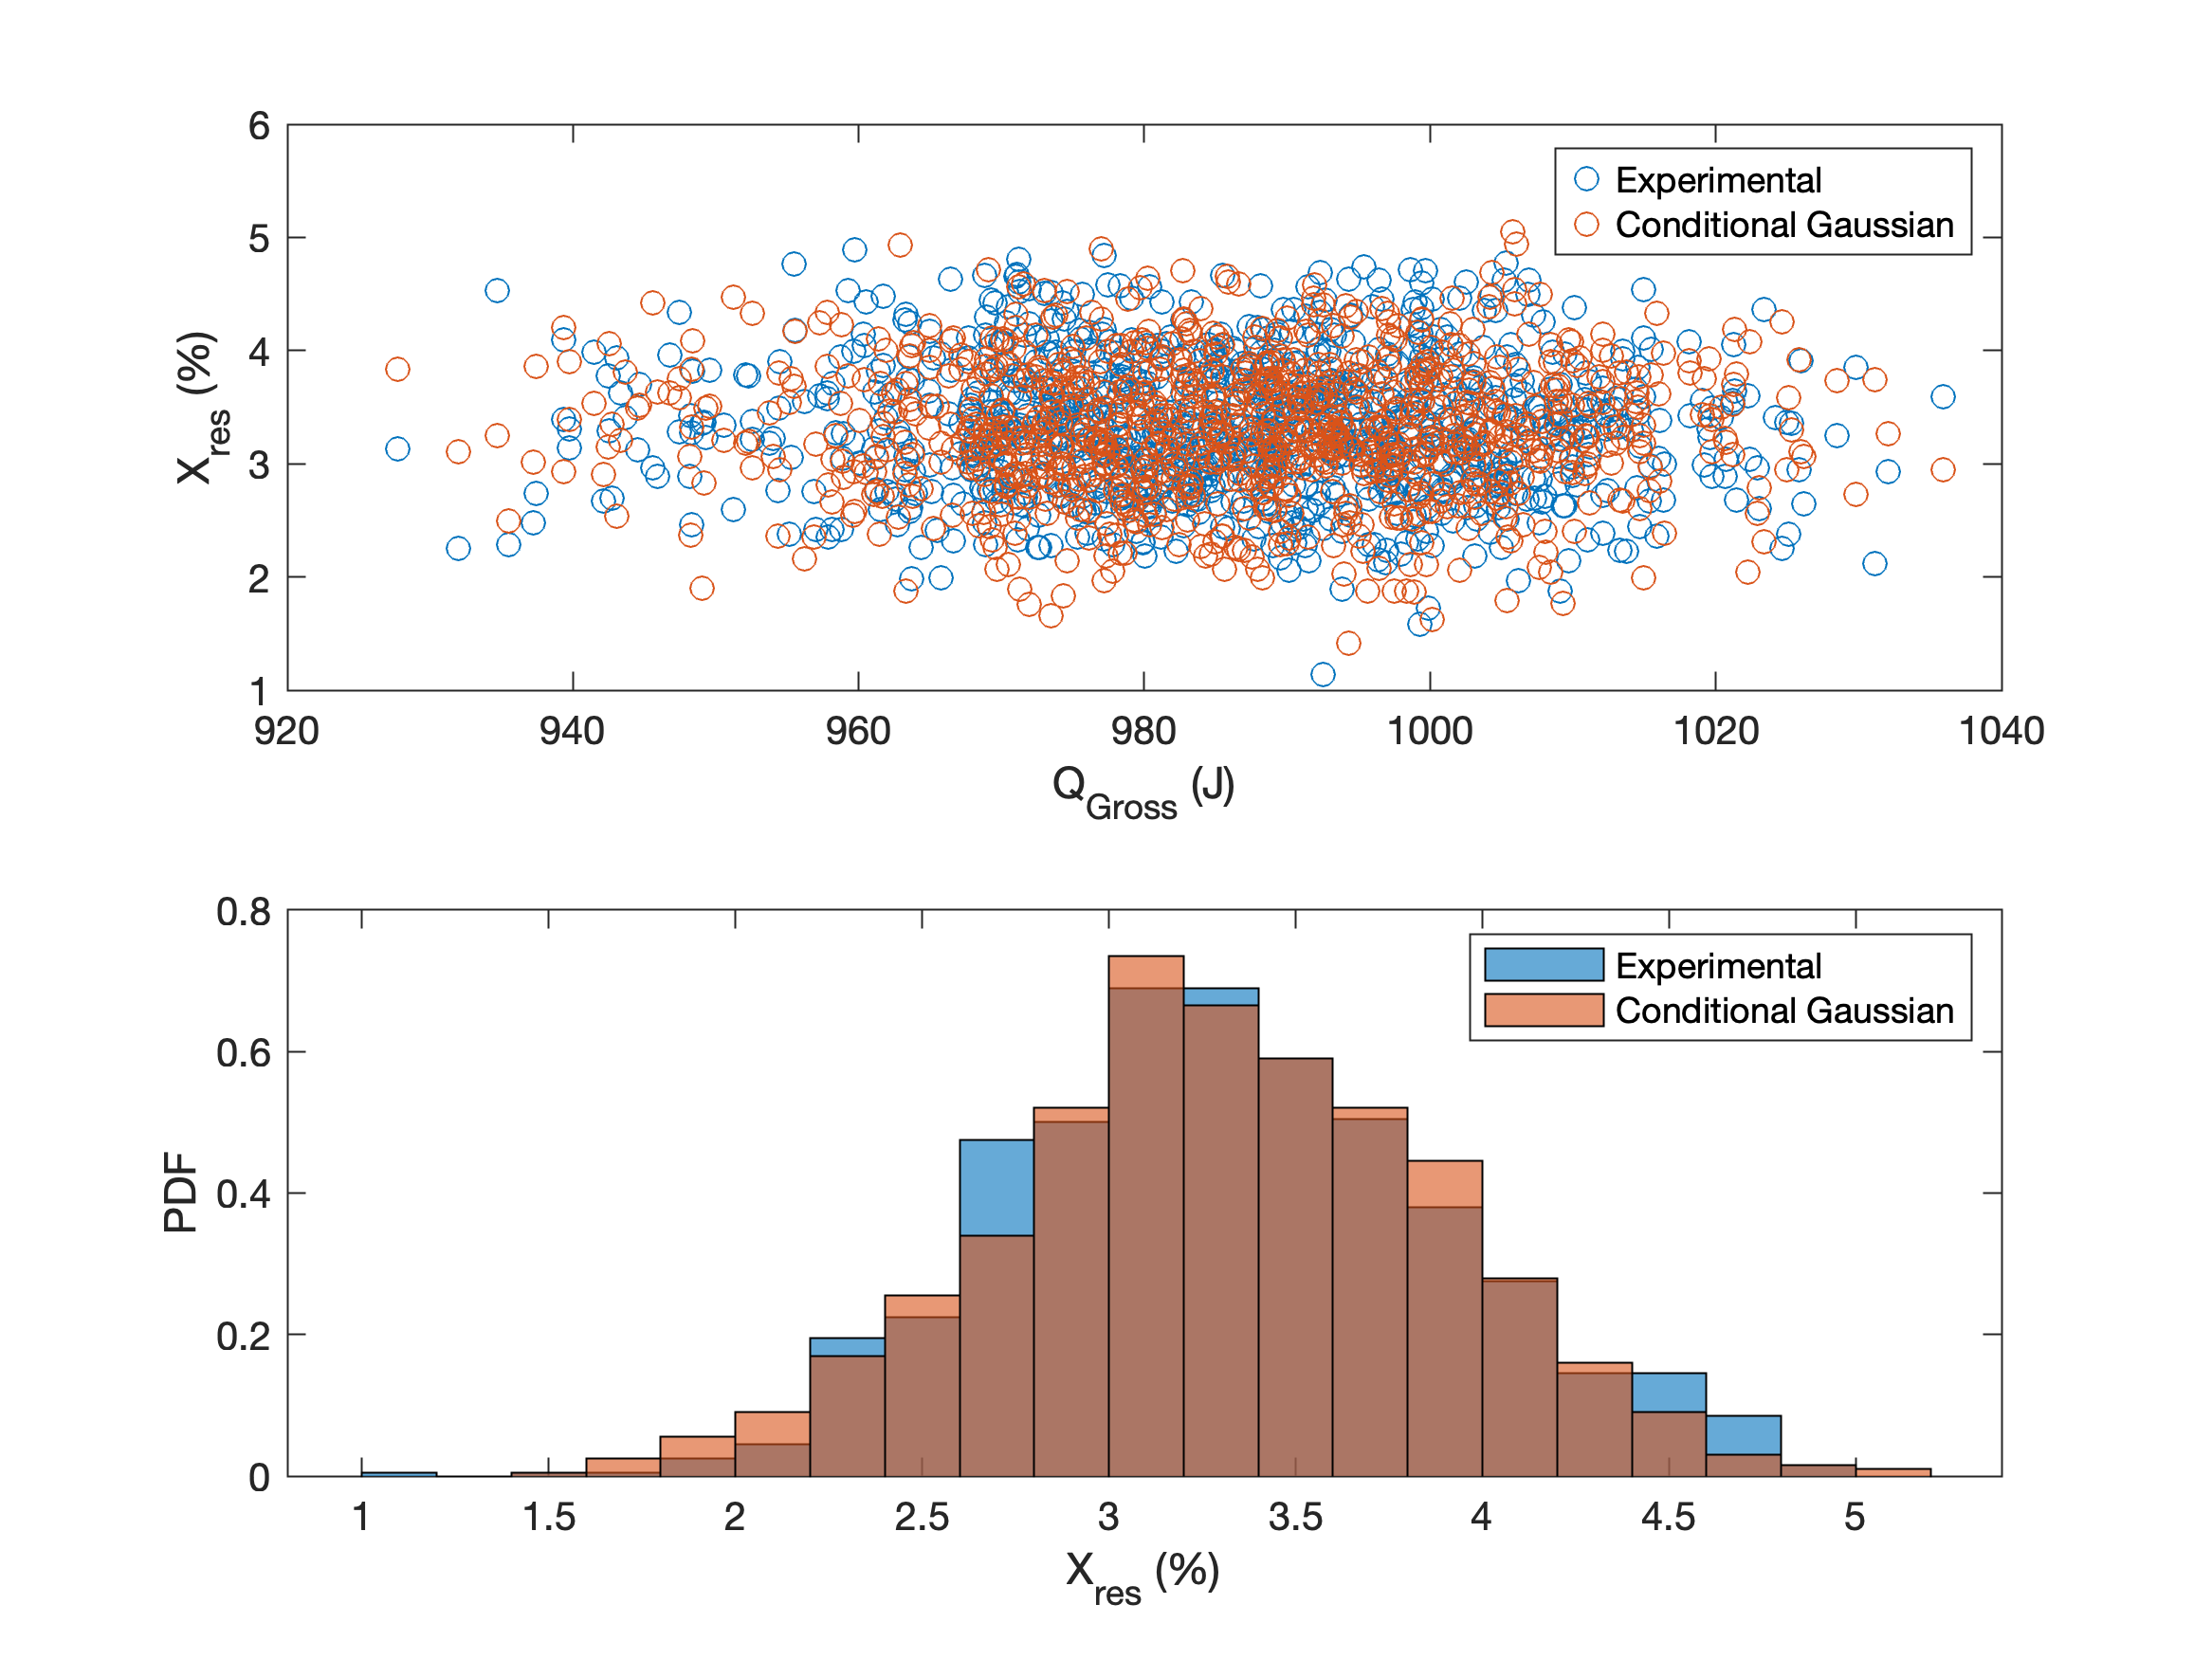 6
5
4
3
2
1
X_res (%)
Experimental
Conditional Gaussian
920 940 960 980 1000 1020 1040
Q_Gross (J)
0.8
0.6
0.4
0.2
0
PDF
Experimental
Conditional Gaussian
1 1.5 2 2.5 3 3.5 4 4.5 5
X_res (%)